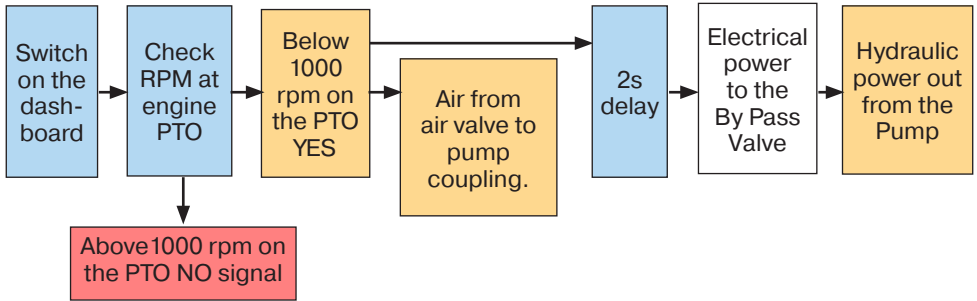 Switch
on the
dash-
board
Check
RPM at
engine
PTO
Below
1000
rpm on
the PTO
YES
Air from
air valve to
pump
coupling.
2s
delay
Electrical
power
to the
By Pass
Valve
Hydraulic
power out
from the
Pump
Above 1000 rpm on
the PTO NO signal